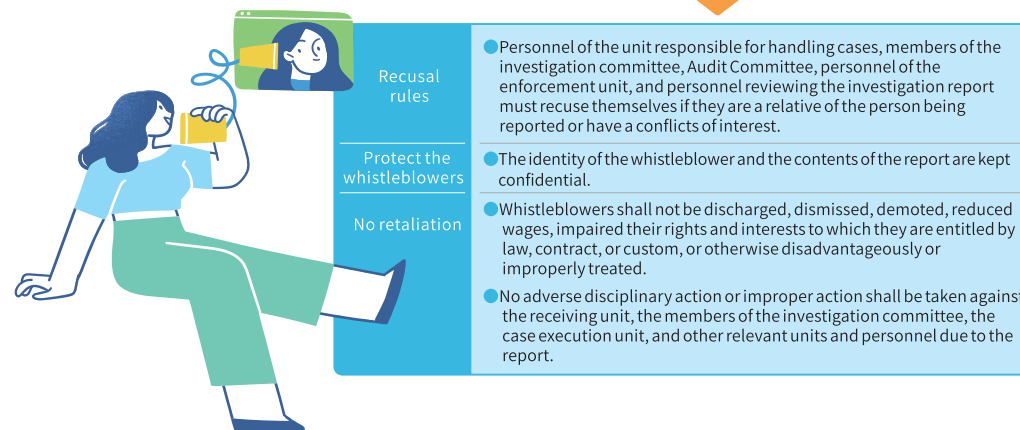 Recusal
rules
●Personnel of the unit responsible for handling cases, members of the
investigation committee, Audit Committee, personnel of the
enforcement unit, and personnel reviewing the investigation report
must recuse themselves if they are a relative of the person being
reported or have a conflicts of interest.
Protect the
whistleblowers
●The identity of the whistleblower and the contents of the report are kept
confidential.
No retaliation
●Whistleblowers shall not be discharged, dismissed, demoted, reduced
wages, impaired their rights and interests to which they are entitled by
law, contract, or custom, or otherwise disadvantageously or
improperly treated.
●No adverse disciplinary action or improper action shall be taken against
the receiving unit, the members of the investigation committee, the
case execution unit, and other relevant units and personnel due to the
report.